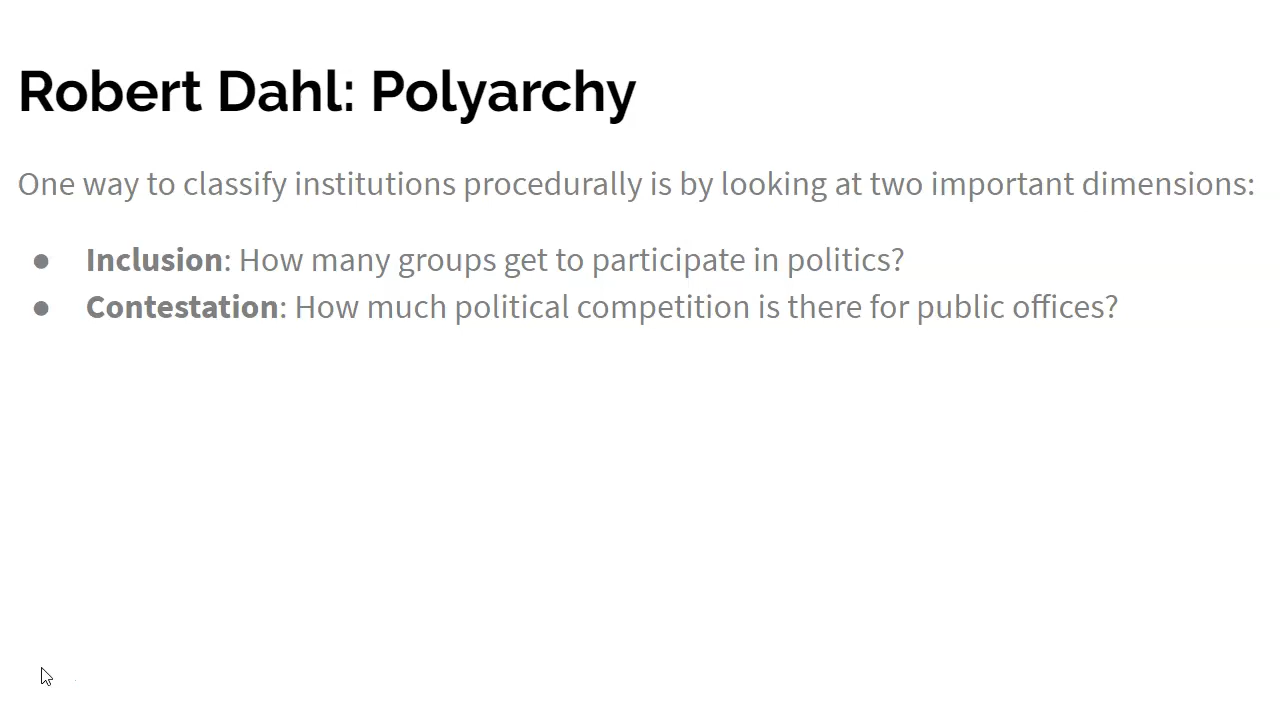 Robert Dahl: Polyarchy
One way to classify institutions procedurally is by looking at two important dimensions:
● Inclusion: How many groups get to participate in politics?
● Contestation: How much political competition is there for public offices?